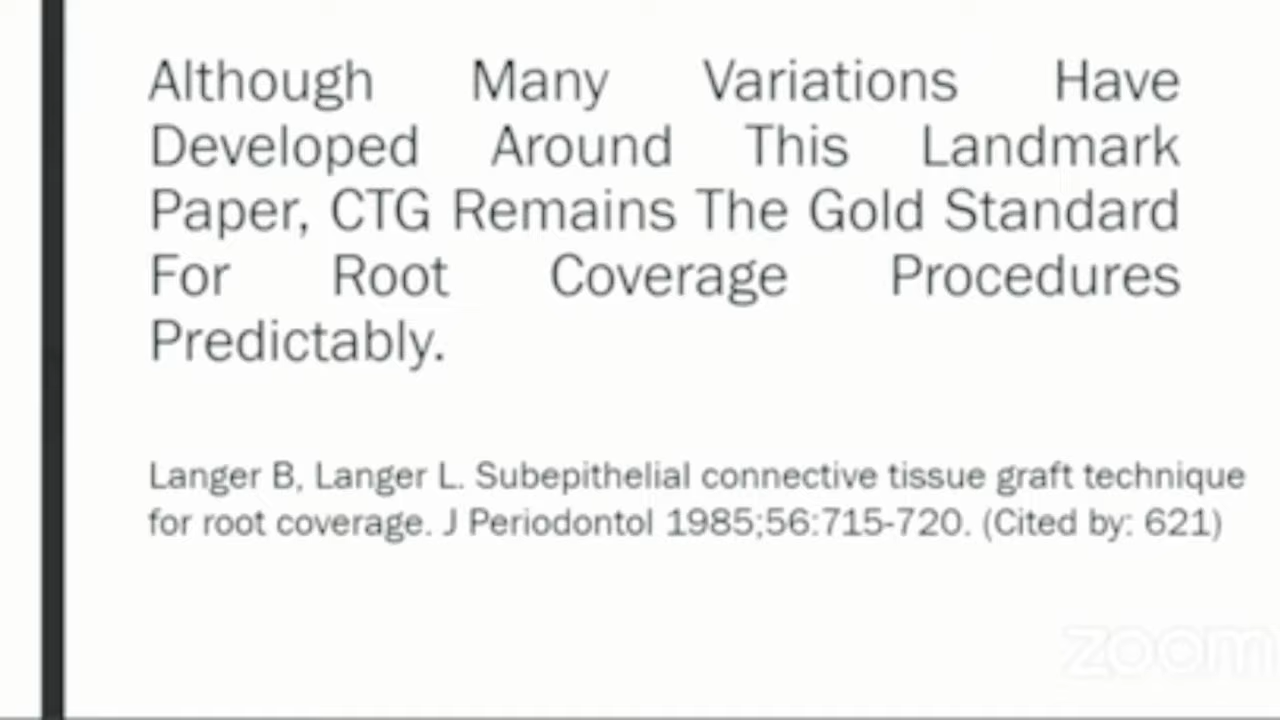 Although Many Variations Have
Developed Around This Landmark
Paper, CTG Remains The Gold Standard
For Root Coverage Procedures
Predictably.
Langer B, Langer L. Subepithelial connective tissue graft technique
for root coverage. J Periodontol 1985;56:715-720. (Cited by: 621)
zoom